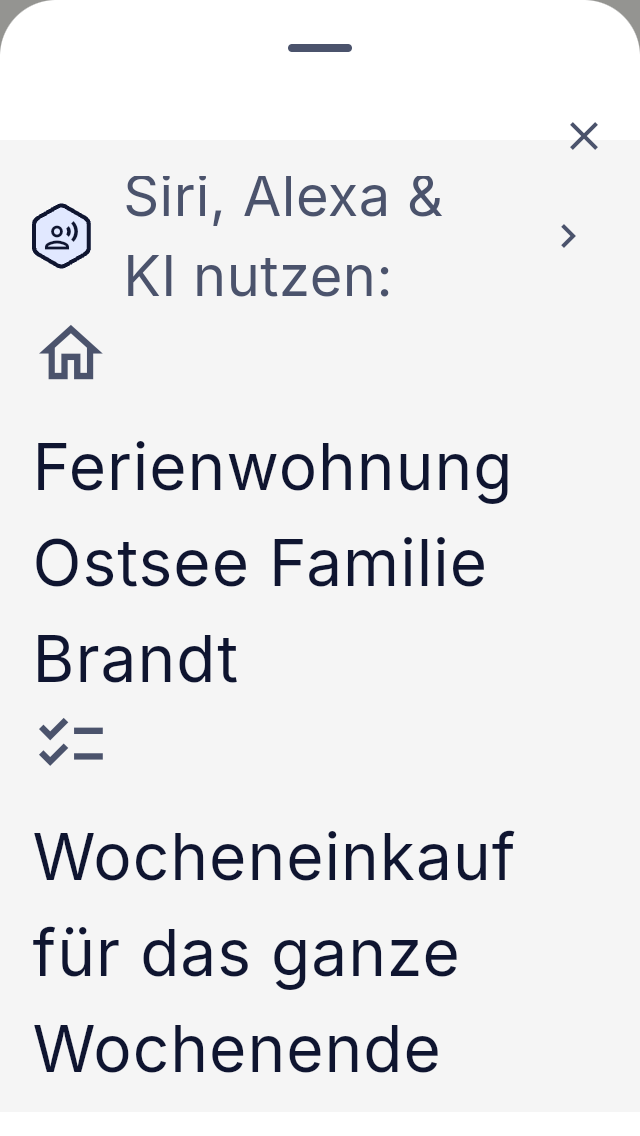 Siri, Alexa &
KI nutzen:
Ferienwohnung
Ostsee Familie
Brandt
Wocheneinkauf
für das ganze
Wochenende